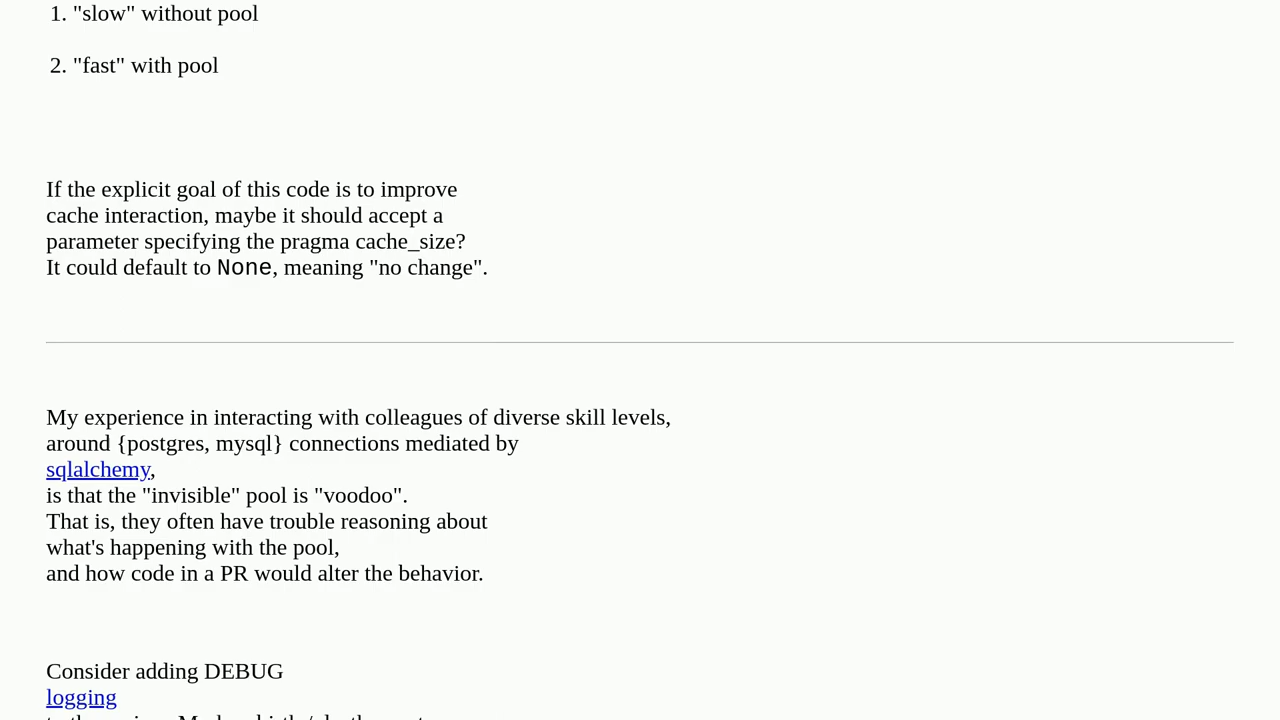 1. "slow" without pool
2. "fast" with pool
If the explicit goal of this code is to improve
cache interaction, maybe it should accept a
parameter specifying the pragma cache_size?
It could default to None, meaning "no change".
My experience in interacting with colleagues of diverse skill levels,
around {postgres, mysql} connections mediated by
sqlalchemy,
is that the "invisible" pool is "voodoo".
That is, they often have trouble reasoning about
what's happening with the pool,
and how code in a PR would alter the behavior.
Consider adding DEBUG
logging